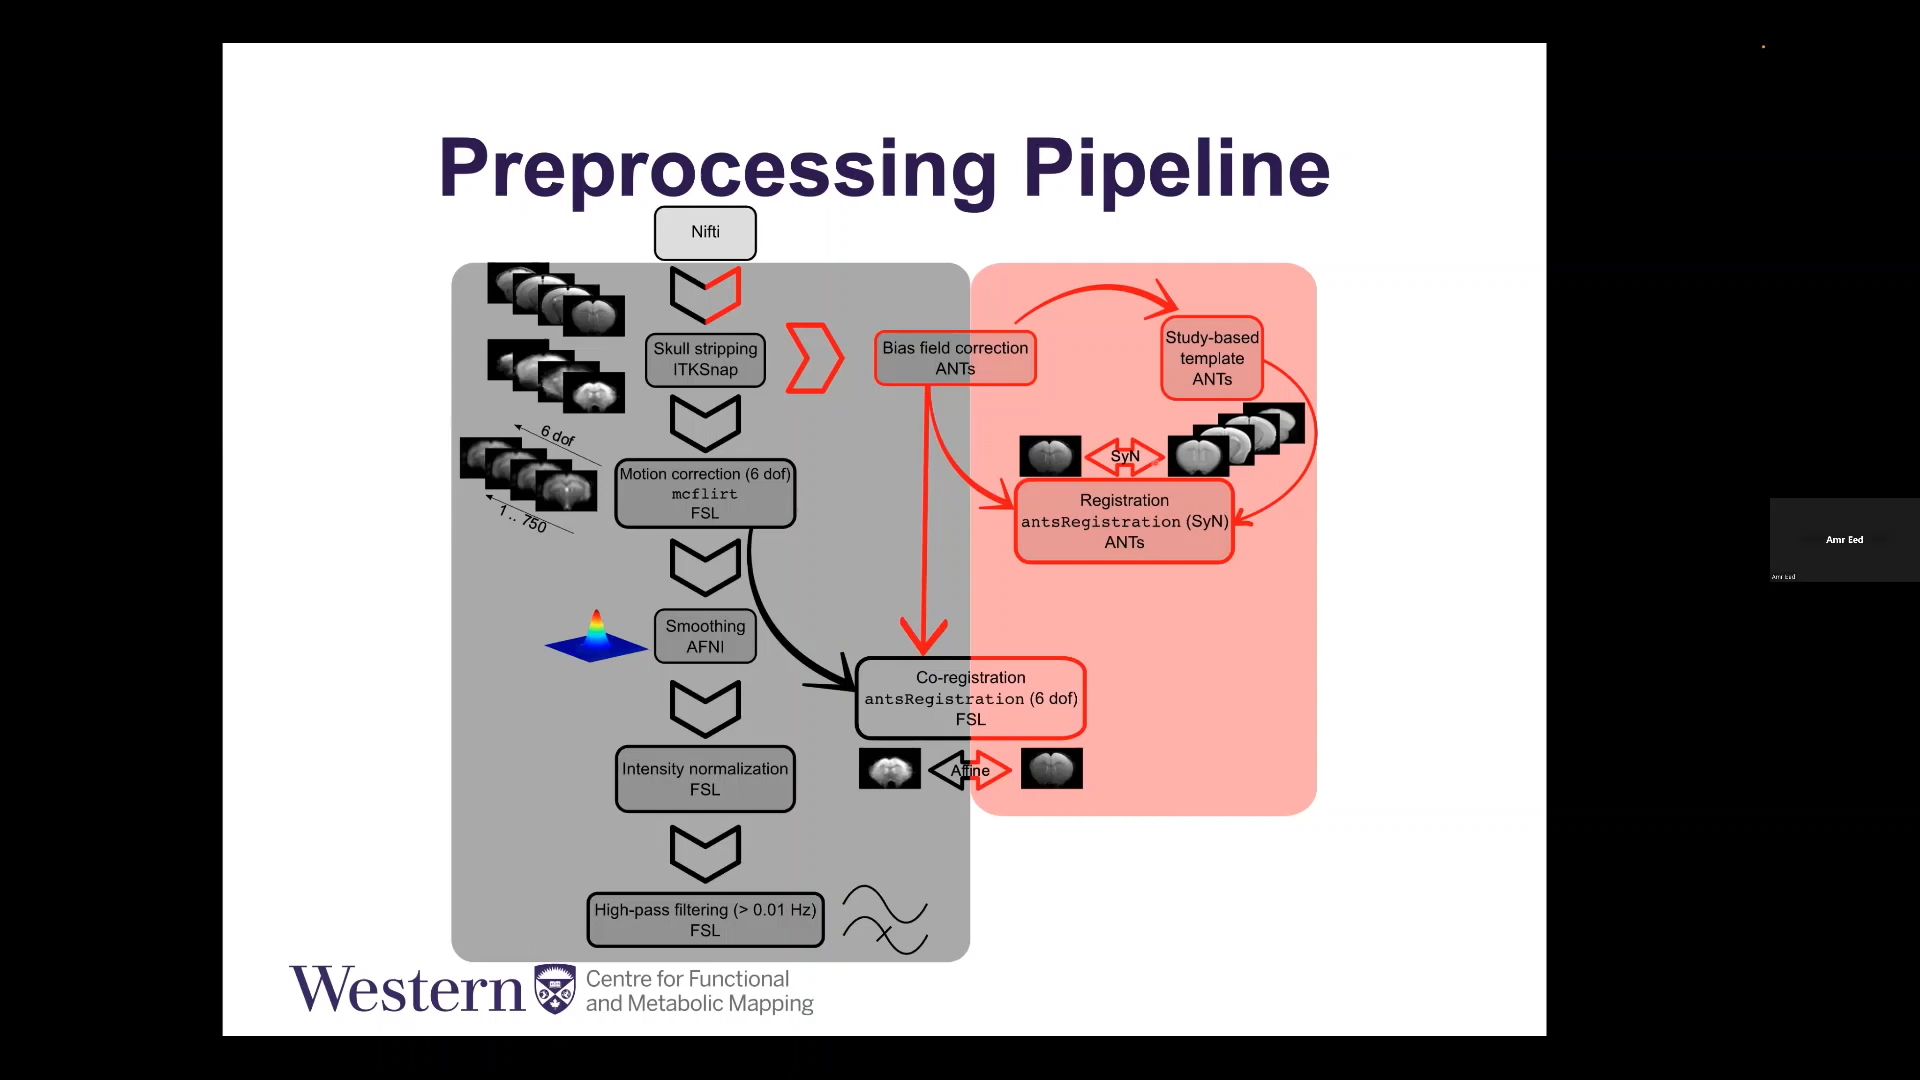 Preprocessing Pipeline
Nifti
Skull stripping
ITKSnap
Bias field correction
ANTs
Study-based
template
ANTs
6 dof
1 .. 750
Motion correction (6 dof)
mcflirt
FSL
SyN
Registration
antsRegistration (SyN)
ANTs
Smoothing
AFNI
Co-registration
antsRegistration (6 dof)
FSL
Affine
Intensity normalization
FSL
High-pass filtering (> 0.01 Hz)
FSL
Western
Centre for Functional
and Metabolic Mapping
Amr Eed
Amr Eed